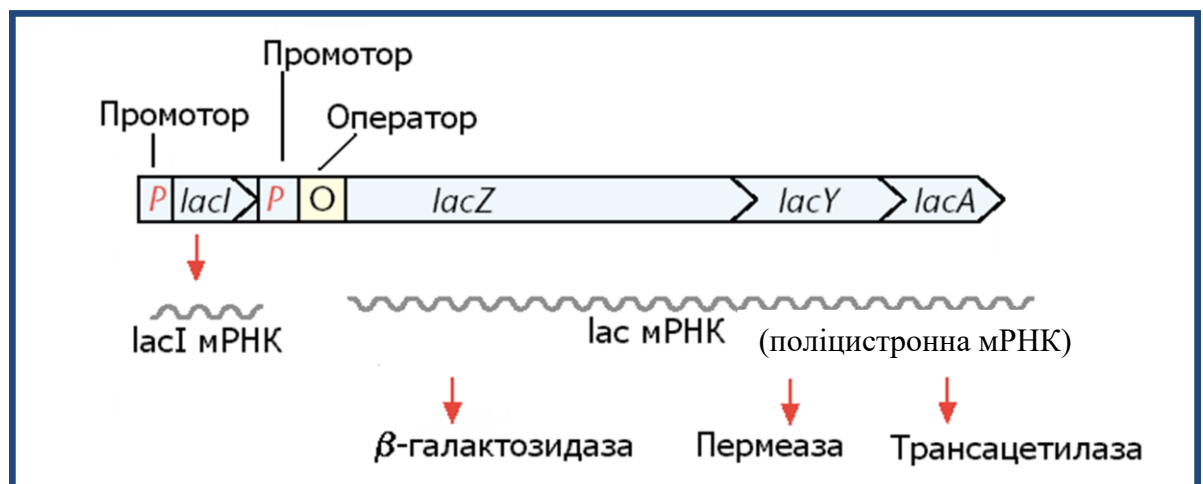 Промотор
Промотор
Оператор
P lacI P O lacZ lacY lacA
lacI мРНК
lac мРНК (поліцистронна мРНК)
β-галактозидаза Пермеаза Трансацетилаза